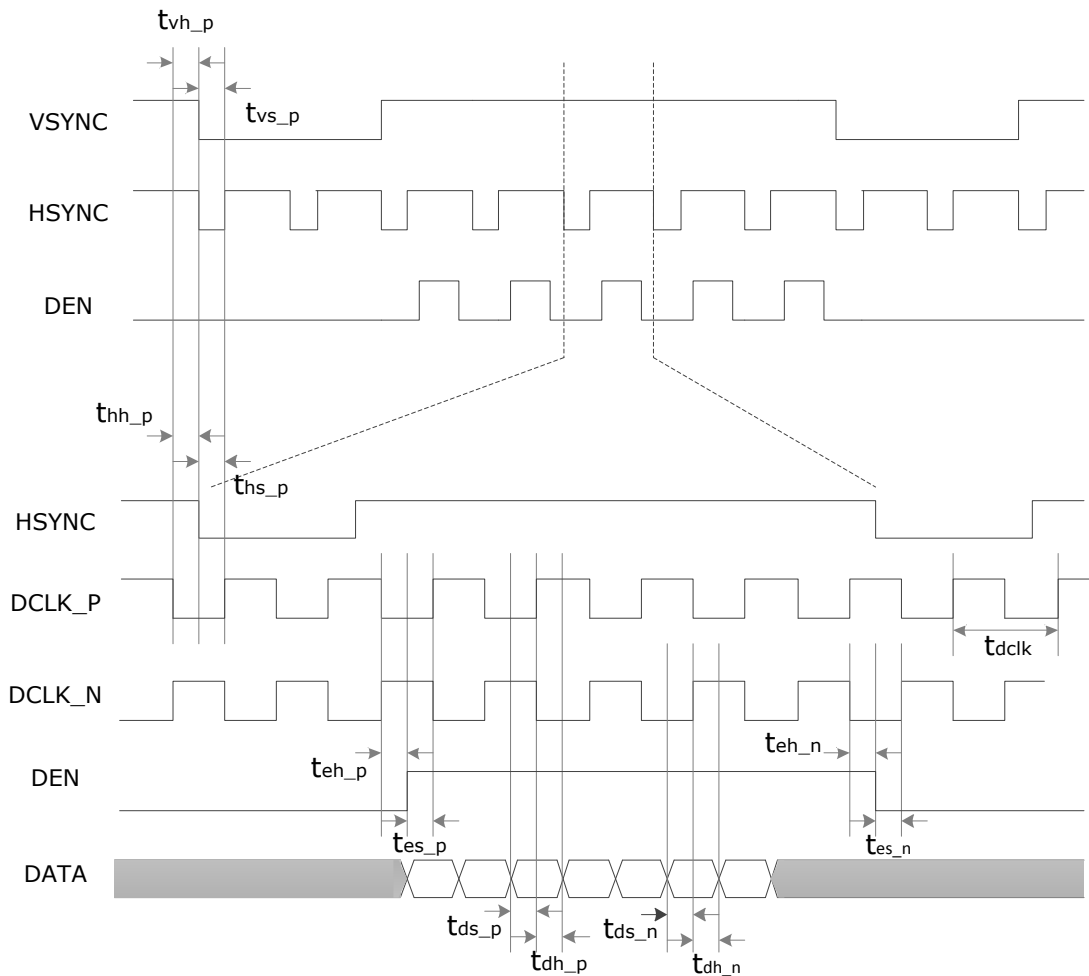 tvh_p
tvs_p
VSYNC
HSYNC
DEN
thh_p
ths_p
HSYNC
DCLK_P
tdclk
DCLK_N
teh_p
teh_n
DEN
tes_p
tes_n
DATA
tds_p
tds_n
tdh_p
tdh_n